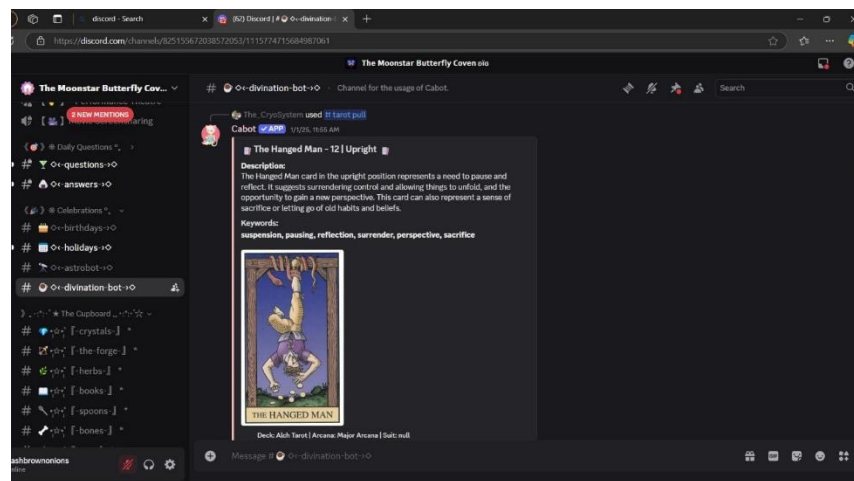 discord - Search
(62) Discord | #
https://discord.com/channels/825155672038572053/1115774715684987061
The Moonstar Butterfly Coven
The Moonstar Butterfly Cov...
2 NEW MENTIONS
Daily Questions
questions
answers
Celebrations
birthdays
holidays
astrobot
divination-bot
The Cupboard
crystals
the-forge
herbs
books
spoons
bones
ashbrownonions
divination-bot
Channel for the usage of Cabot.
Search
The_CryoSystem used tarot pull
Cabot APP 1/1/25, 11:55 AM
The Hanged Man - 12 | Upright
Description:
The Hanged Man card in the upright position represents a need to pause and
reflect. It suggests surrendering control and allowing things to unfold, and the
opportunity to gain a new perspective. This card can also represent a sense of
sacrifice or letting go of old habits and beliefs.
Keywords:
suspension, pausing, reflection, surrender, perspective, sacrifice
THE HANGED MAN
Deck: Alch Tarot | Arcana: Major Arcana | Suit: null
Message # divination-bot